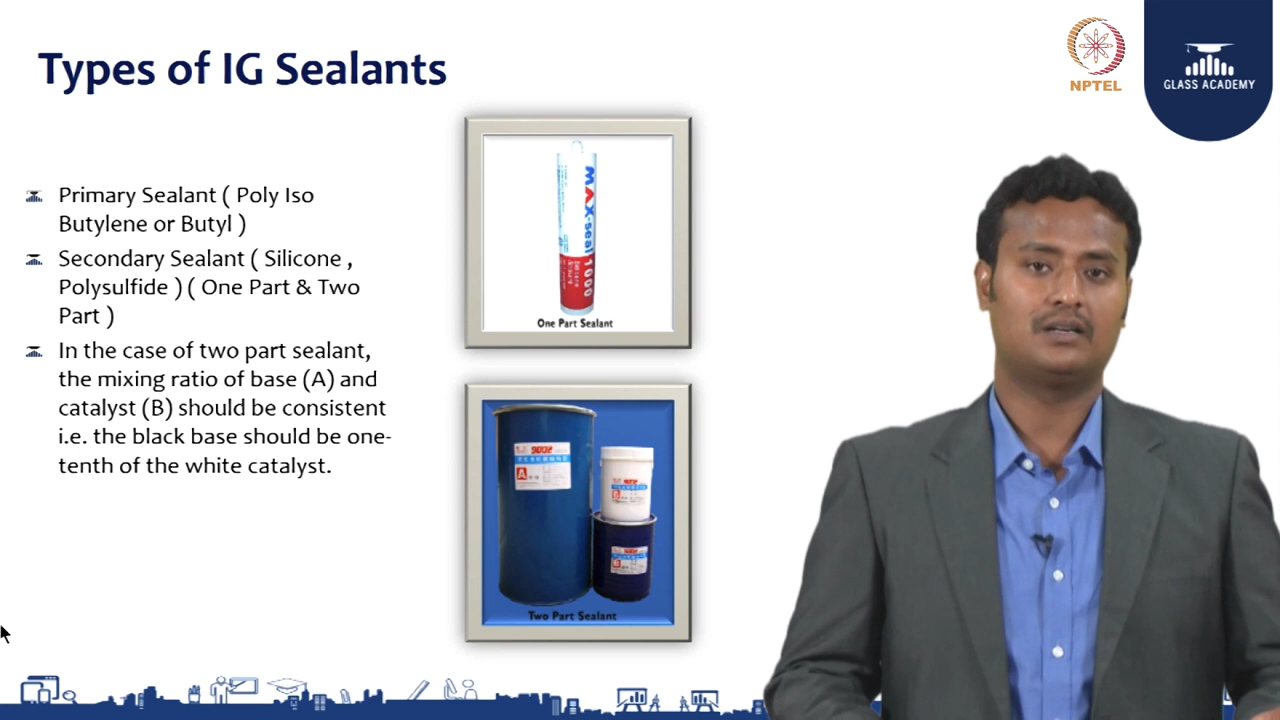 Types of IG Sealants
NPTEL
GLASS ACADEMY
Primary Sealant ( Poly Iso
Butylene or Butyl )
Secondary Sealant ( Silicone ,
Polysulfide ) ( One Part & Two
Part )
In the case of two part sealant,
the mixing ratio of base (A) and
catalyst (B) should be consistent
i.e. the black base should be one-
tenth of the white catalyst.
MAX-seal 1000
One Part Sealant
9002
A
9002
9002
Two Part Sealant